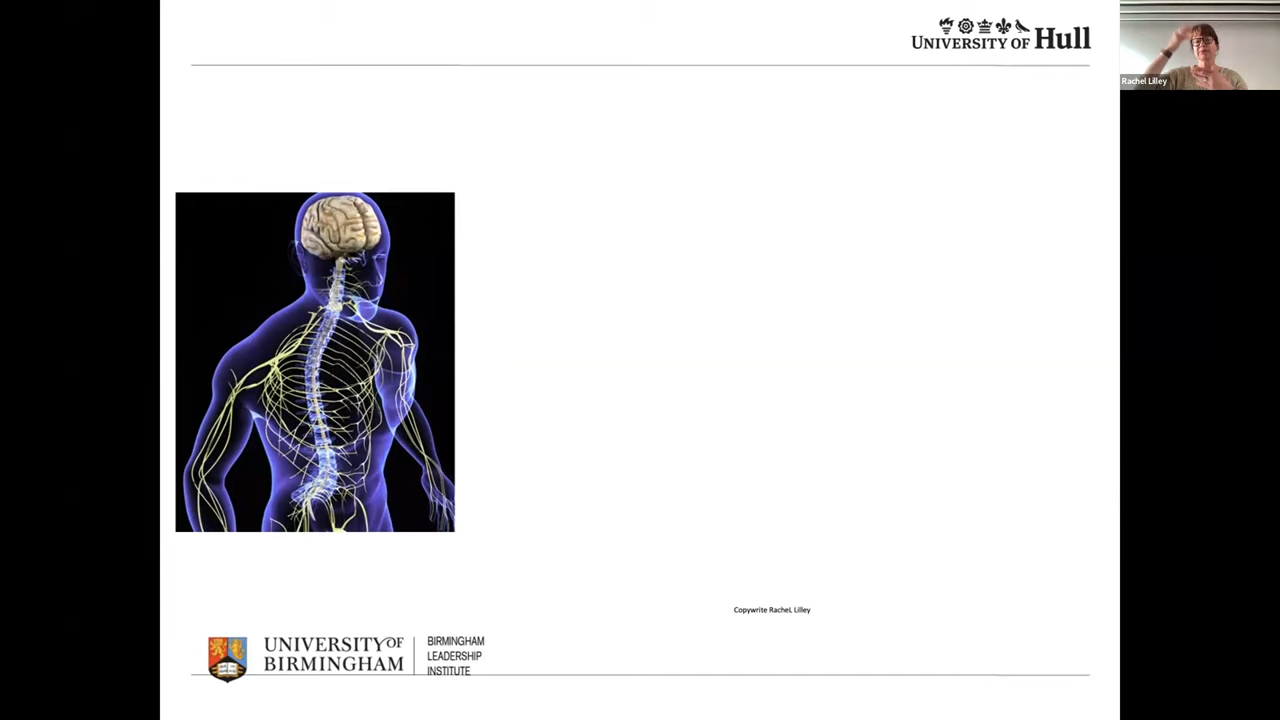 UNIVERSITY OF Hull
Rachel Lilley
Copywrite RacheL Lilley
UNIVERSITY OF
BIRMINGHAM
BIRMINGHAM
LEADERSHIP
INSTITUTE